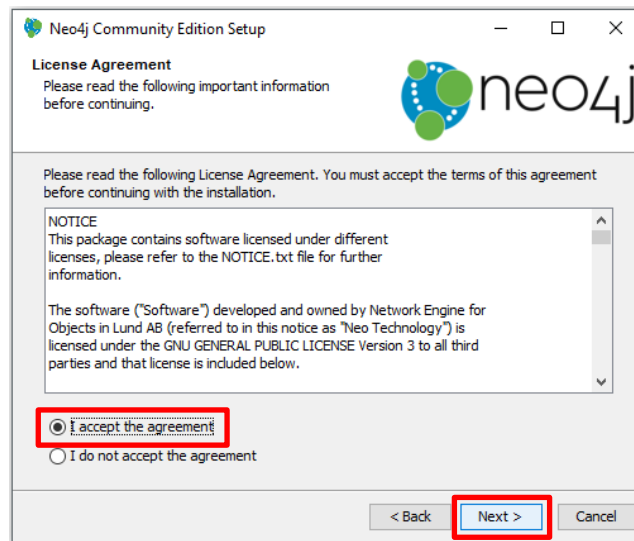 Neo4j Community Edition Setup
License Agreement
Please read the following important information
before continuing.
neo4j
Please read the following License Agreement. You must accept the terms of this agreement
before continuing with the installation.
NOTICE
This package contains software licensed under different
licenses, please refer to the NOTICE.txt file for further
information.
The software ("Software") developed and owned by Network Engine for
Objects in Lund AB (referred to in this notice as "Neo Technology") is
licensed under the GNU GENERAL PUBLIC LICENSE Version 3 to all third
parties and that license is included below.
I accept the agreement
I do not accept the agreement
< Back Next > Cancel